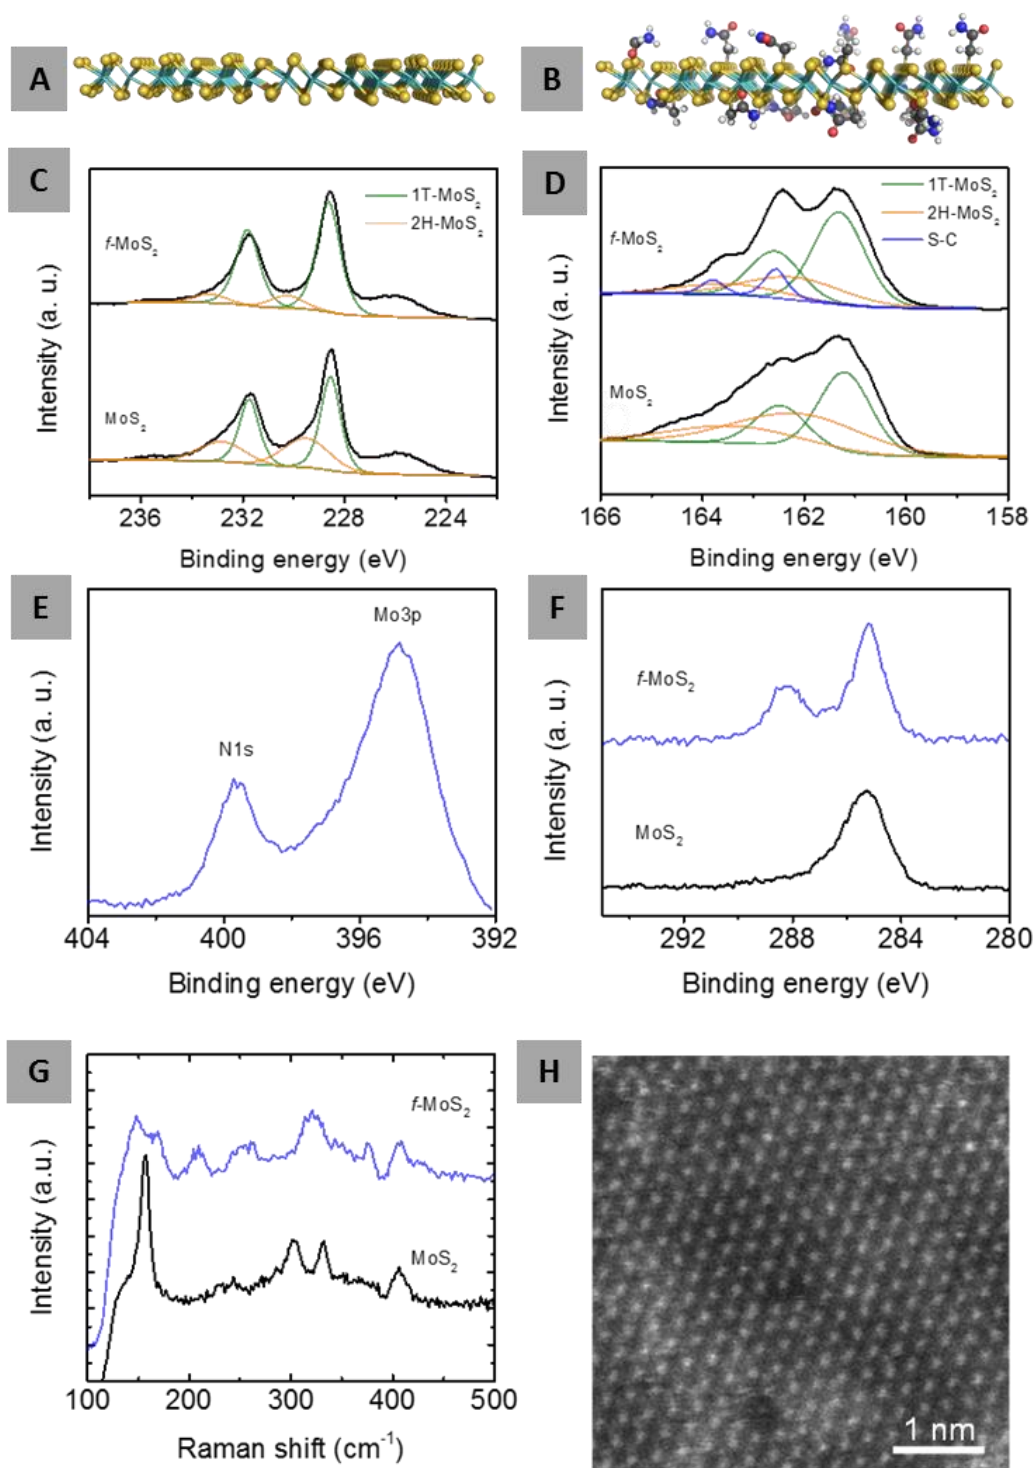 A
B
C
1T-MoS2
2H-MoS2
f-MoS2
MoS2
Intensity (a. u.)
236 232 228 224
Binding energy (eV)
D
1T-MoS2
2H-MoS2
S-C
f-MoS2
MoS2
Intensity (a. u.)
166 164 162 160 158
Binding energy (eV)
E
Mo3p
N1s
Intensity (a. u.)
404 400 396 392
Binding energy (eV)
F
f-MoS2
MoS2
Intensity (a. u.)
292 288 284 280
Binding energy (eV)
G
f-MoS2
MoS2
Intensity (a.u.)
100 200 300 400 500
Raman shift (cm-1)
H
1 nm